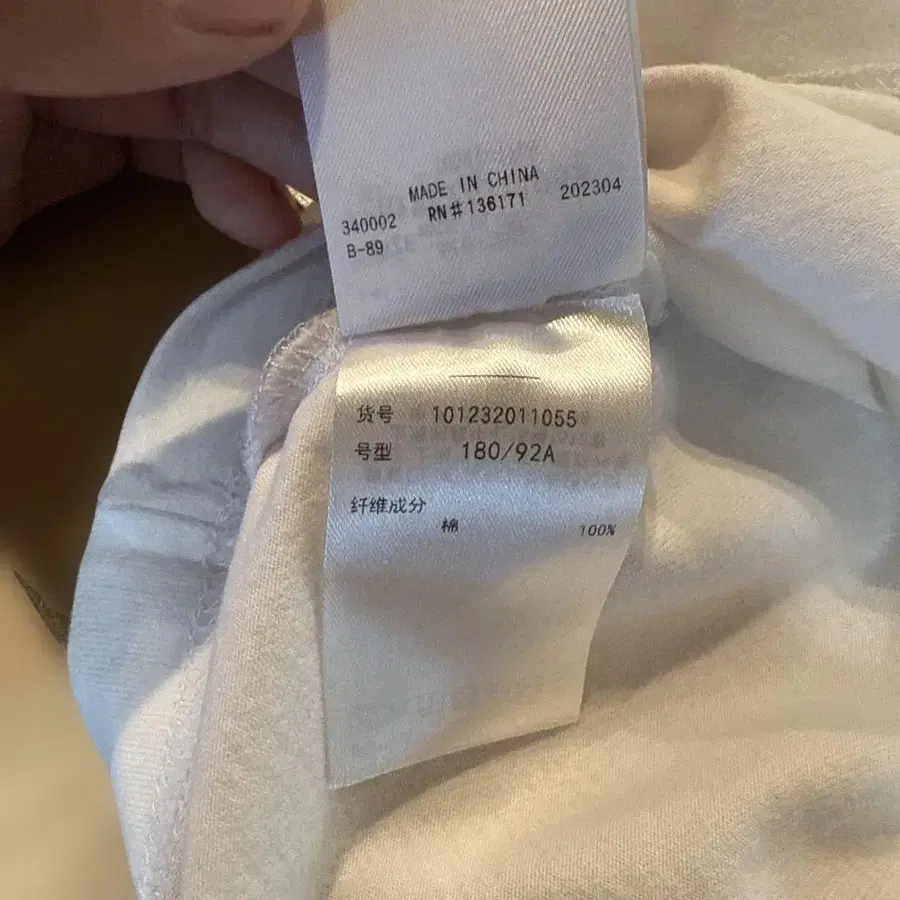 MADE IN CHINA
340002 RN#136171 202304
B-89
货号 101232011055
号型 180/92A
纤维成分
棉 100%